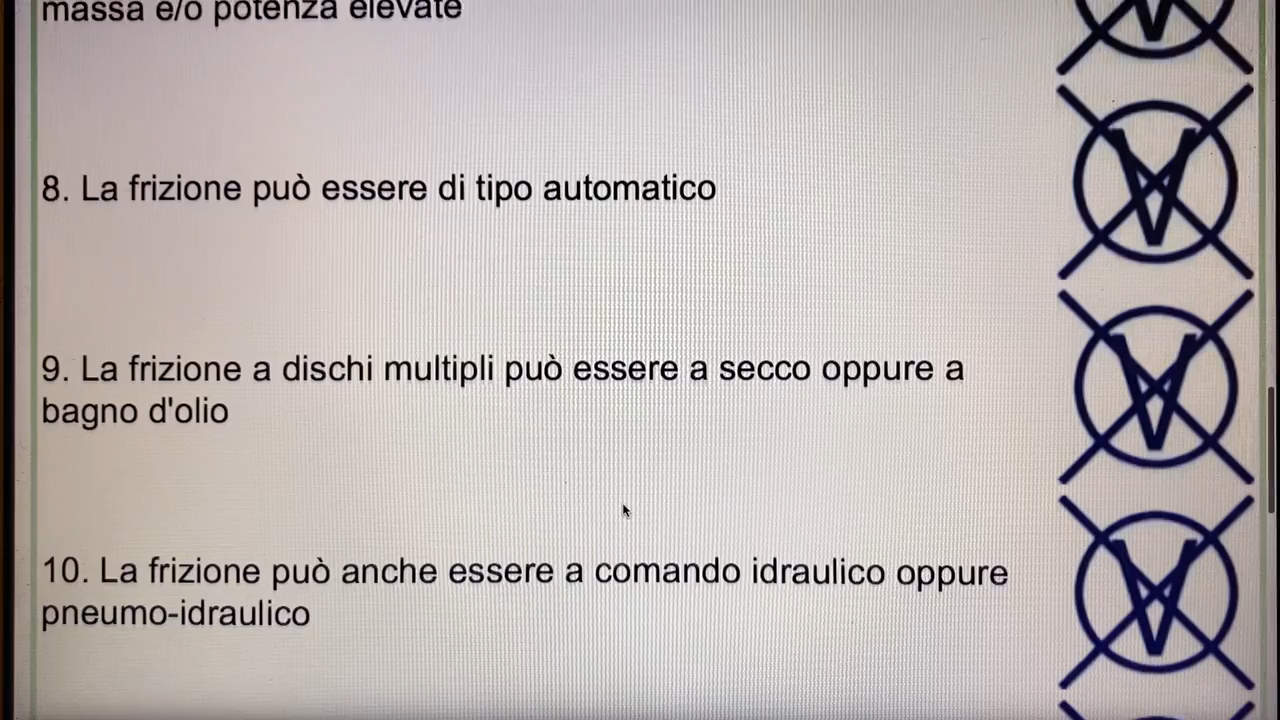 massa e/o potenza elevate
V
8. La frizione può essere di tipo automatico
V
9. La frizione a dischi multipli può essere a secco oppure a
bagno d'olio
V
10. La frizione può anche essere a comando idraulico oppure
pneumo-idraulico
V